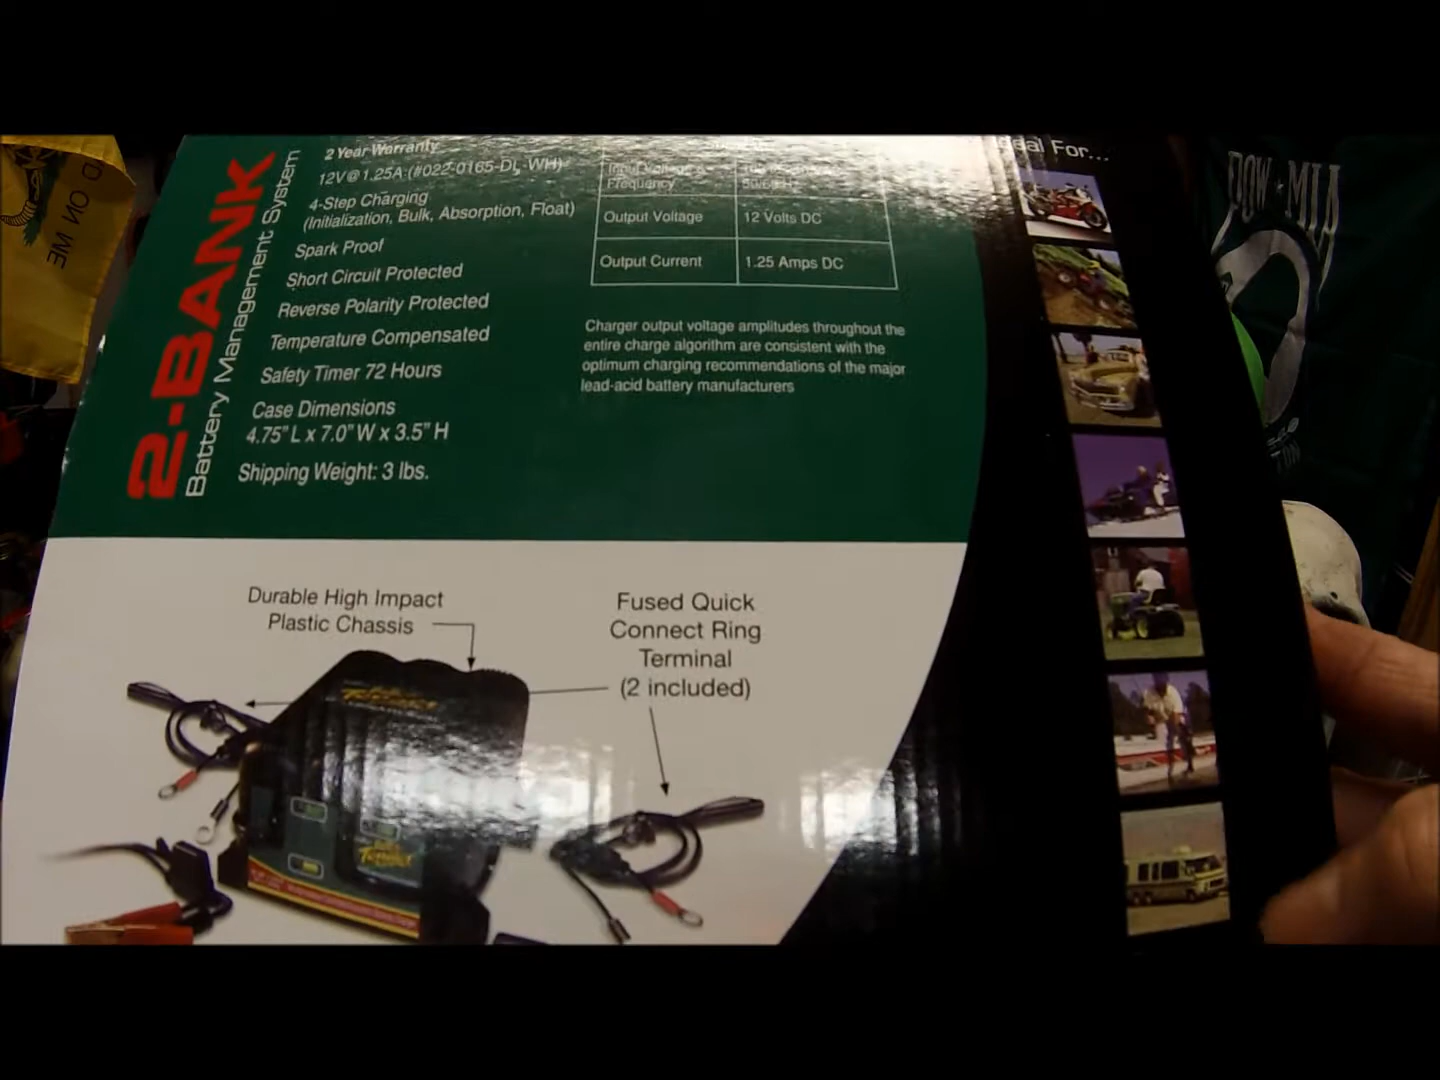 2-BANK
Battery Management System
2 Year Warranty
12V@1.25A (#022-0165-DL-WH)
4-Step Charging
(Initialization, Bulk, Absorption, Float)
Spark Proof
Short Circuit Protected
Reverse Polarity Protected
Temperature Compensated
Safety Timer 72 Hours
Case Dimensions
4.75" L x 7.0" W x 3.5" H
Shipping Weight: 3 lbs.
Input Voltage &
Frequency
Output Voltage
12 Volts DC
Output Current
1.25 Amps DC
Charger output voltage amplitudes throughout the
entire charge algorithm are consistent with the
optimum charging recommendations of the major
lead-acid battery manufacturers
Durable High Impact
Plastic Chassis
Fused Quick
Connect Ring
Terminal
(2 included)
For...
ON ME
POW MIA